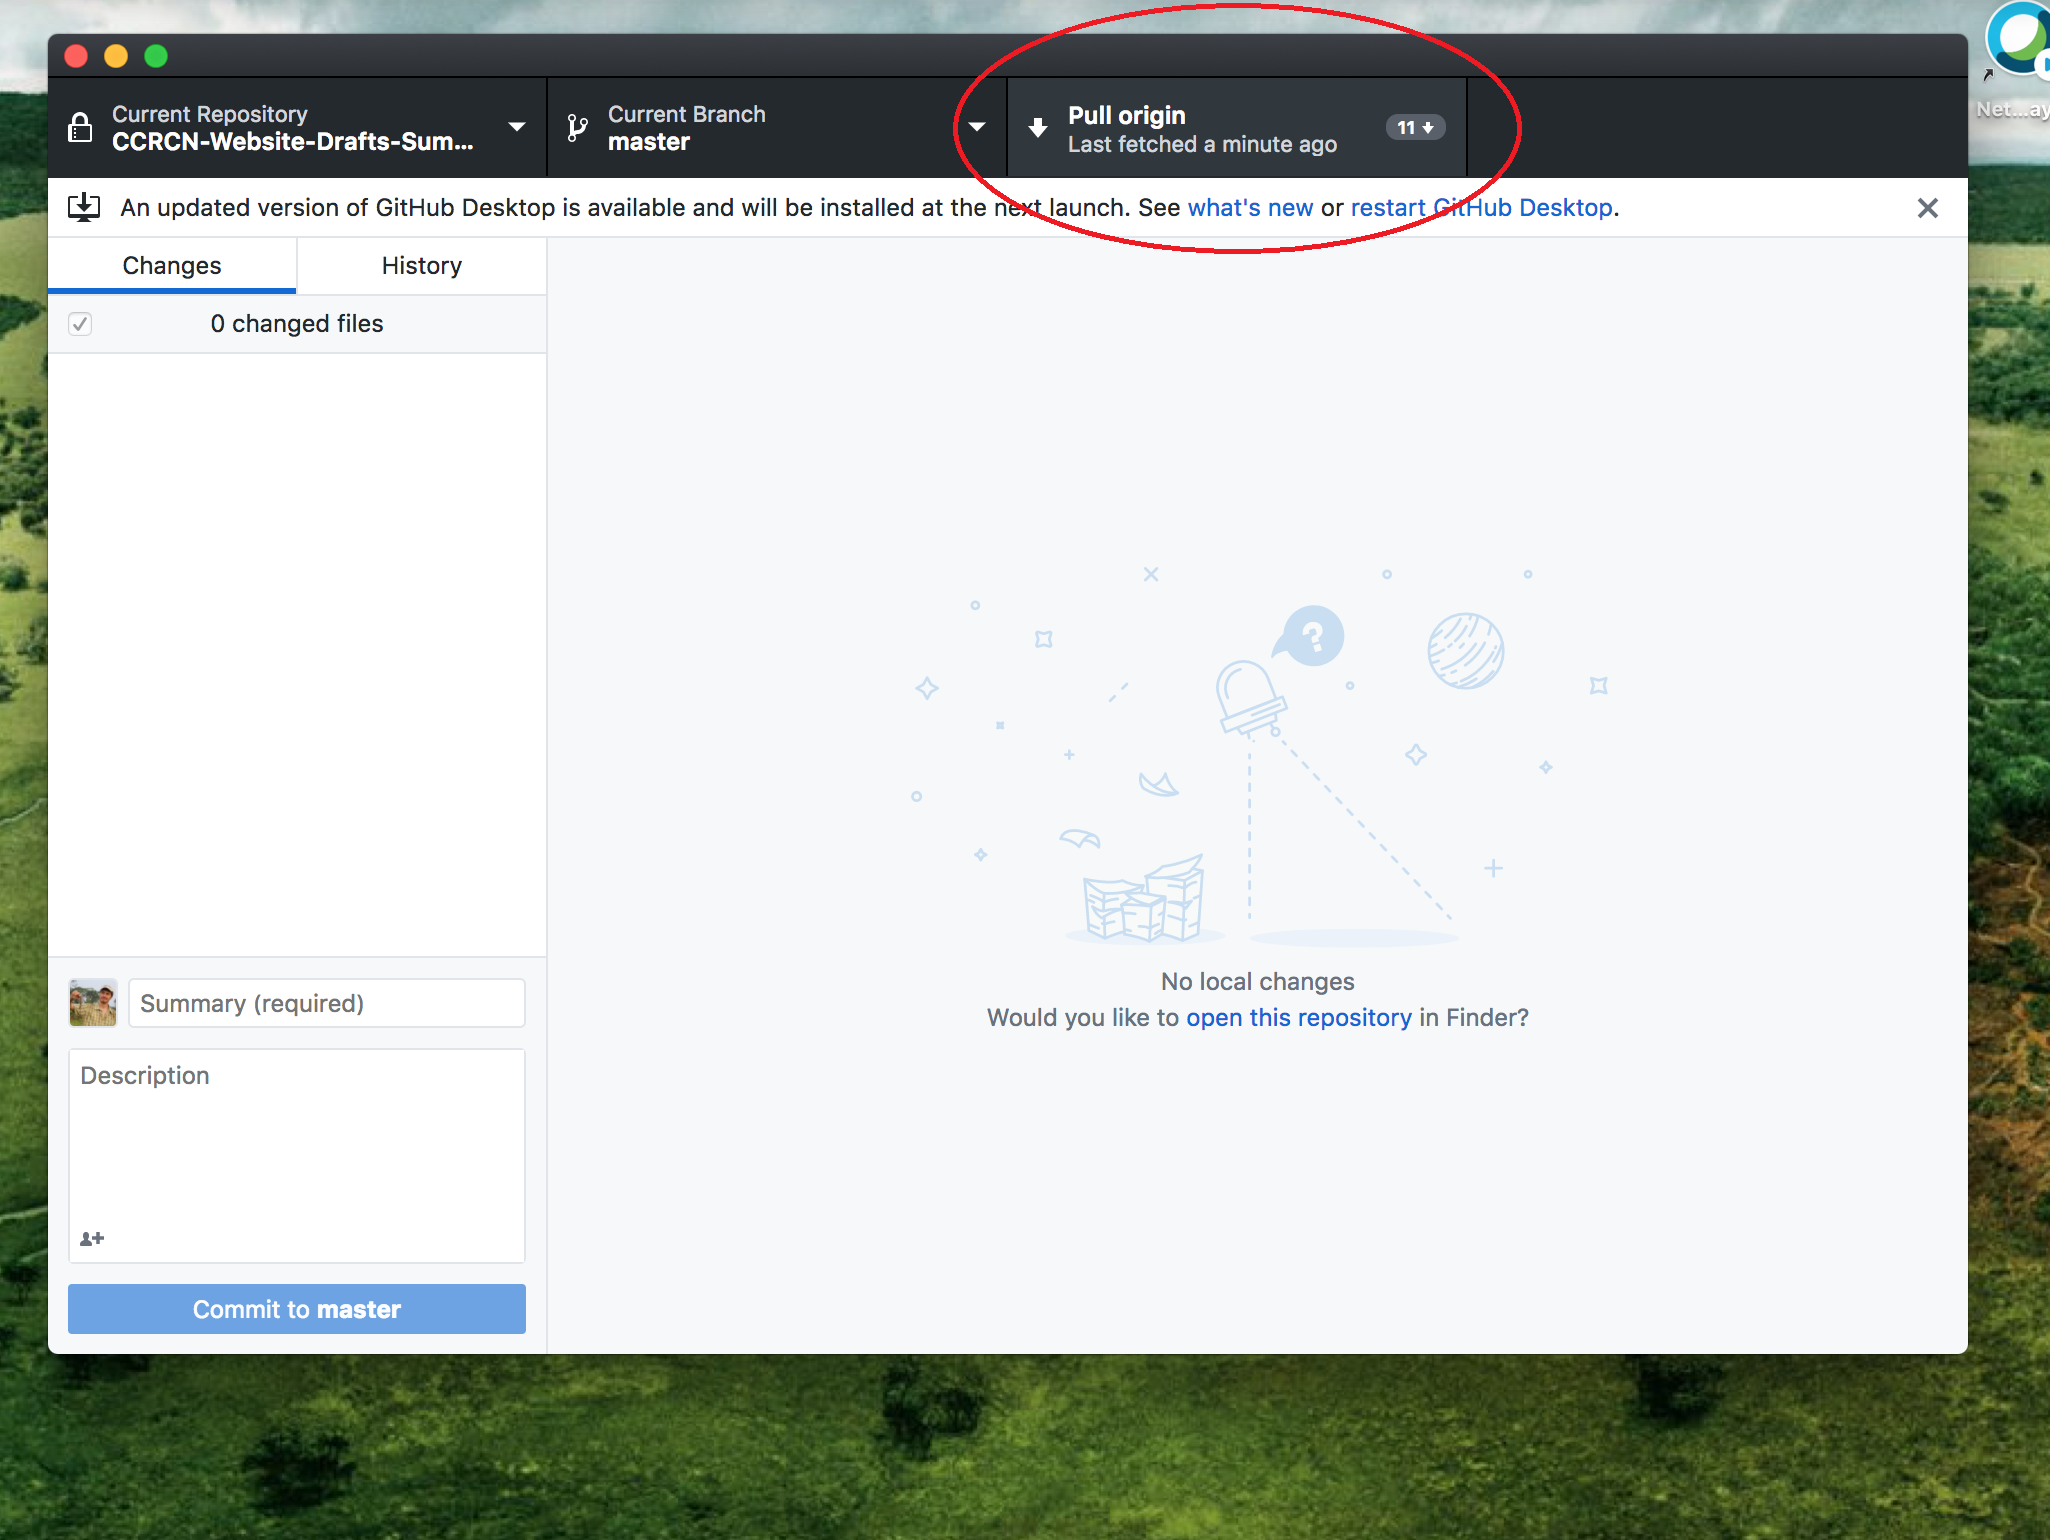 Current Repository
CCRCN-Website-Drafts-Sum...
Current Branch
master
Pull origin
Last fetched a minute ago
11
Net...ay
An updated version of GitHub Desktop is available and will be installed at the next launch. See what's new or restart GitHub Desktop.
Changes
History
0 changed files
?
No local changes
Would you like to open this repository in Finder?
Summary (required)
Description
Commit to master